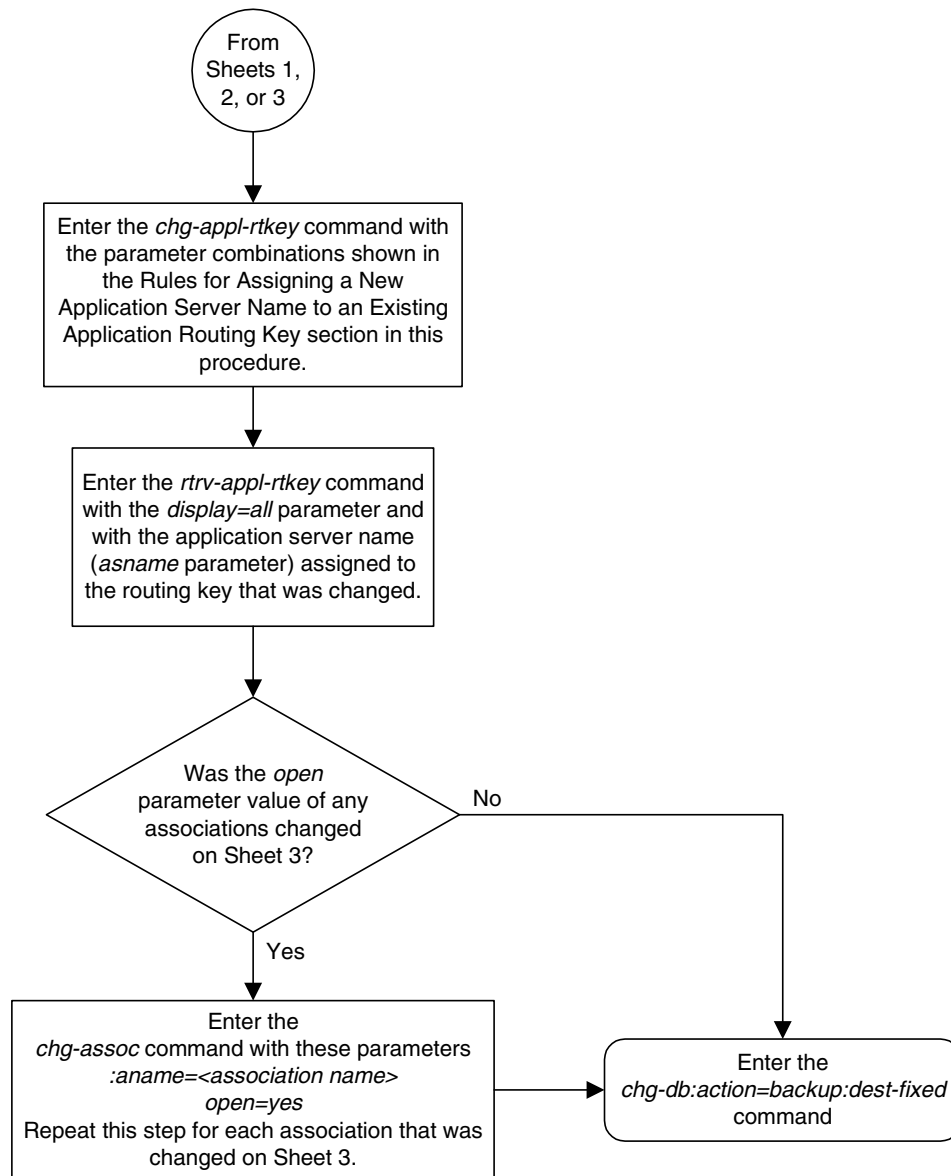 From
Sheets 1,
2, or 3
Enter the chg-appl-rtkey command with
the parameter combinations shown in
the Rules for Assigning a New
Application Server Name to an Existing
Application Routing Key section in this
procedure.
Enter the rtrv-appl-rtkey command
with the display=all parameter and
with the application server name
(asname parameter) assigned to
the routing key that was changed.
Was the open
parameter value of any
associations changed
on Sheet 3?
No
Yes
Enter the
chg-assoc command with these parameters
:aname=<association name>
open=yes
Repeat this step for each association that was
changed on Sheet 3.
Enter the
chg-db:action=backup:dest-fixed
command